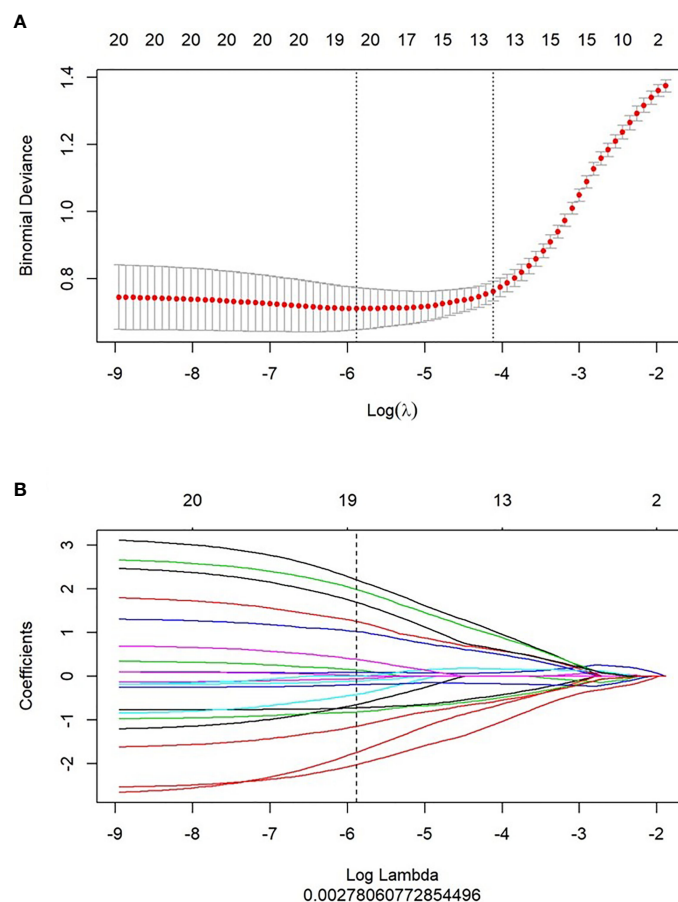 A
20 20 20 20 20 20 19 20 17 15 13 13 15 15 10 2
1.4
1.2
1.0
0.8
Binomial Deviance
-9 -8 -7 -6 -5 -4 -3 -2
Log(λ)
B
20 19 13 2
3
2
1
0
-1
-2
Coefficients
-9 -8 -7 -6 -5 -4 -3 -2
Log Lambda
0.00278060772854496